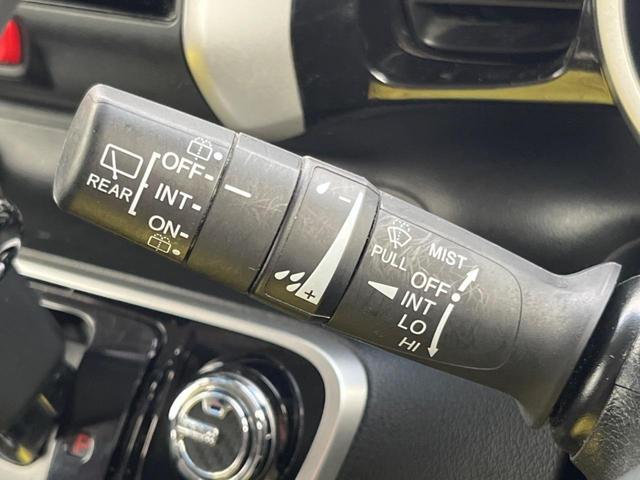 OFF
REAR
INT
ON
−
+
MIST
PULL
OFF
INT
LO
HI